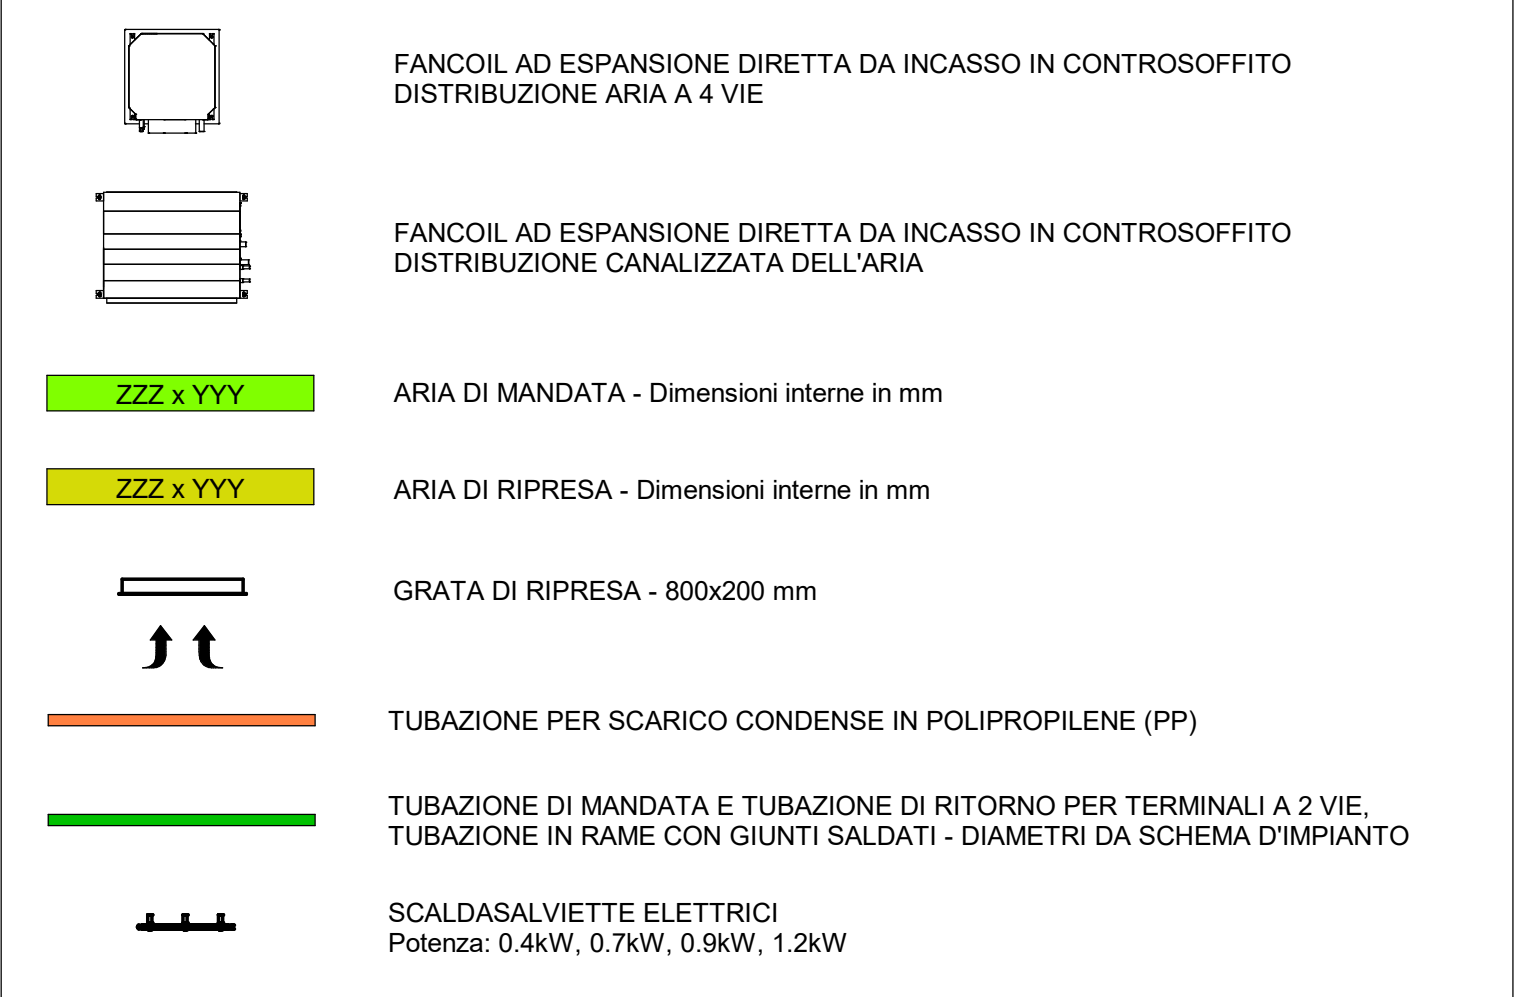 FANCOIL AD ESPANSIONE DIRETTA DA INCASSO IN CONTROSOFFITO
DISTRIBUZIONE ARIA A 4 VIE
FANCOIL AD ESPANSIONE DIRETTA DA INCASSO IN CONTROSOFFITO
DISTRIBUZIONE CANALIZZATA DELL'ARIA
ZZZ x YYY
ARIA DI MANDATA - Dimensioni interne in mm
ZZZ x YYY
ARIA DI RIPRESA - Dimensioni interne in mm
GRATA DI RIPRESA - 800x200 mm
TUBAZIONE PER SCARICO CONDENSE IN POLIPROPILENE (PP)
TUBAZIONE DI MANDATA E TUBAZIONE DI RITORNO PER TERMINALI A 2 VIE,
TUBAZIONE IN RAME CON GIUNTI SALDATI - DIAMETRI DA SCHEMA D'IMPIANTO
SCALDASALVIETTE ELETTRICI
Potenza: 0.4kW, 0.7kW, 0.9kW, 1.2kW